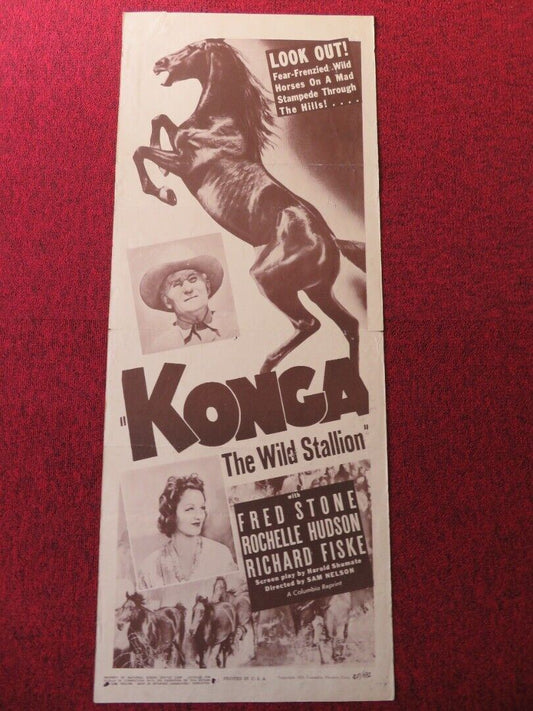 LOOK OUT!
Fear-Frenzied Wild
Horses On A Mad
Stampede Through
The Hills! . . . .
"KONGA
The Wild Stallion"
with
FRED STONE
ROCHELLE HUDSON
RICHARD FISKE
Screen play by Harold Shumate
Directed by SAM NELSON
A Columbia Reprint
PRINTED IN U.S.A.